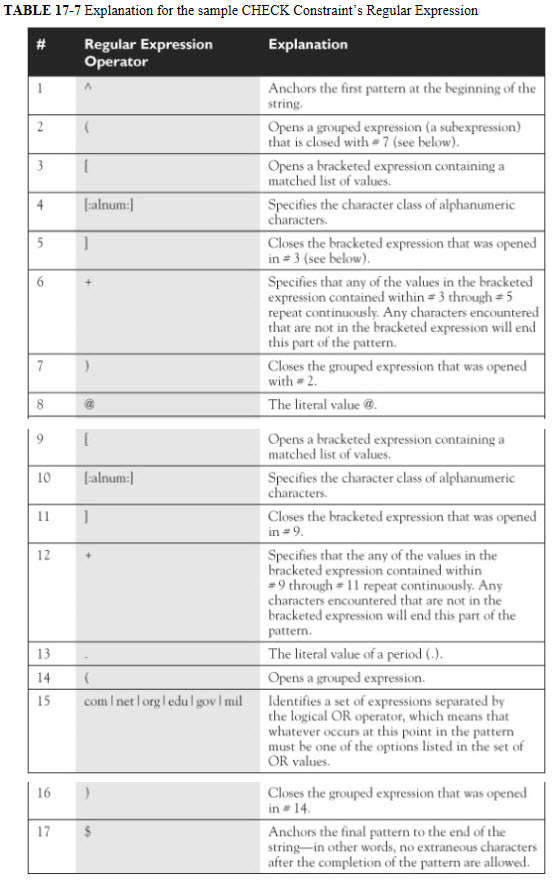 TABLE 17-7 Explanation for the sample CHECK Constraint's Regular Expression
# Regular Expression Explanation
Operator
1 ^ Anchors the first pattern at the beginning of the
string.
2 ( Opens a grouped expression (a subexpression)
that is closed with # 7 (see below).
3 [ Opens a bracketed expression containing a
matched list of values.
4 [:alnum:] Specifies the character class of alphanumeric
characters.
5 ] Closes the bracketed expression that was opened
in # 3 (see below).
6 + Specifies that any of the values in the bracketed
expression contained within # 3 through # 5
repeat continuously. Any characters encountered
that are not in the bracketed expression will end
this part of the pattern.
7 ) Closes the grouped expression that was opened
with # 2.
8 @ The literal value @.
9 [ Opens a bracketed expression containing a
matched list of values.
10 [:alnum:] Specifies the character class of alphanumeric
characters.
11 ] Closes the bracketed expression that was opened
in # 9.
12 + Specifies that the any of the values in the
bracketed expression contained within
# 9 through # 11 repeat continuously. Any
characters encountered that are not in the
bracketed expression will end this part of the
pattern.
13 . The literal value of a period (.).
14 ( Opens a grouped expression.
15 com|net|org|edu|gov|mil Identifies a set of expressions separated by
the logical OR operator, which means that
whatever occurs at this point in the pattern
must be one of the options listed in the set of
OR values.
16 ) Closes the grouped expression that was opened
in # 14.
17 $ Anchors the final pattern to the end of the
string—in other words, no extraneous characters
after the completion of the pattern are allowed.